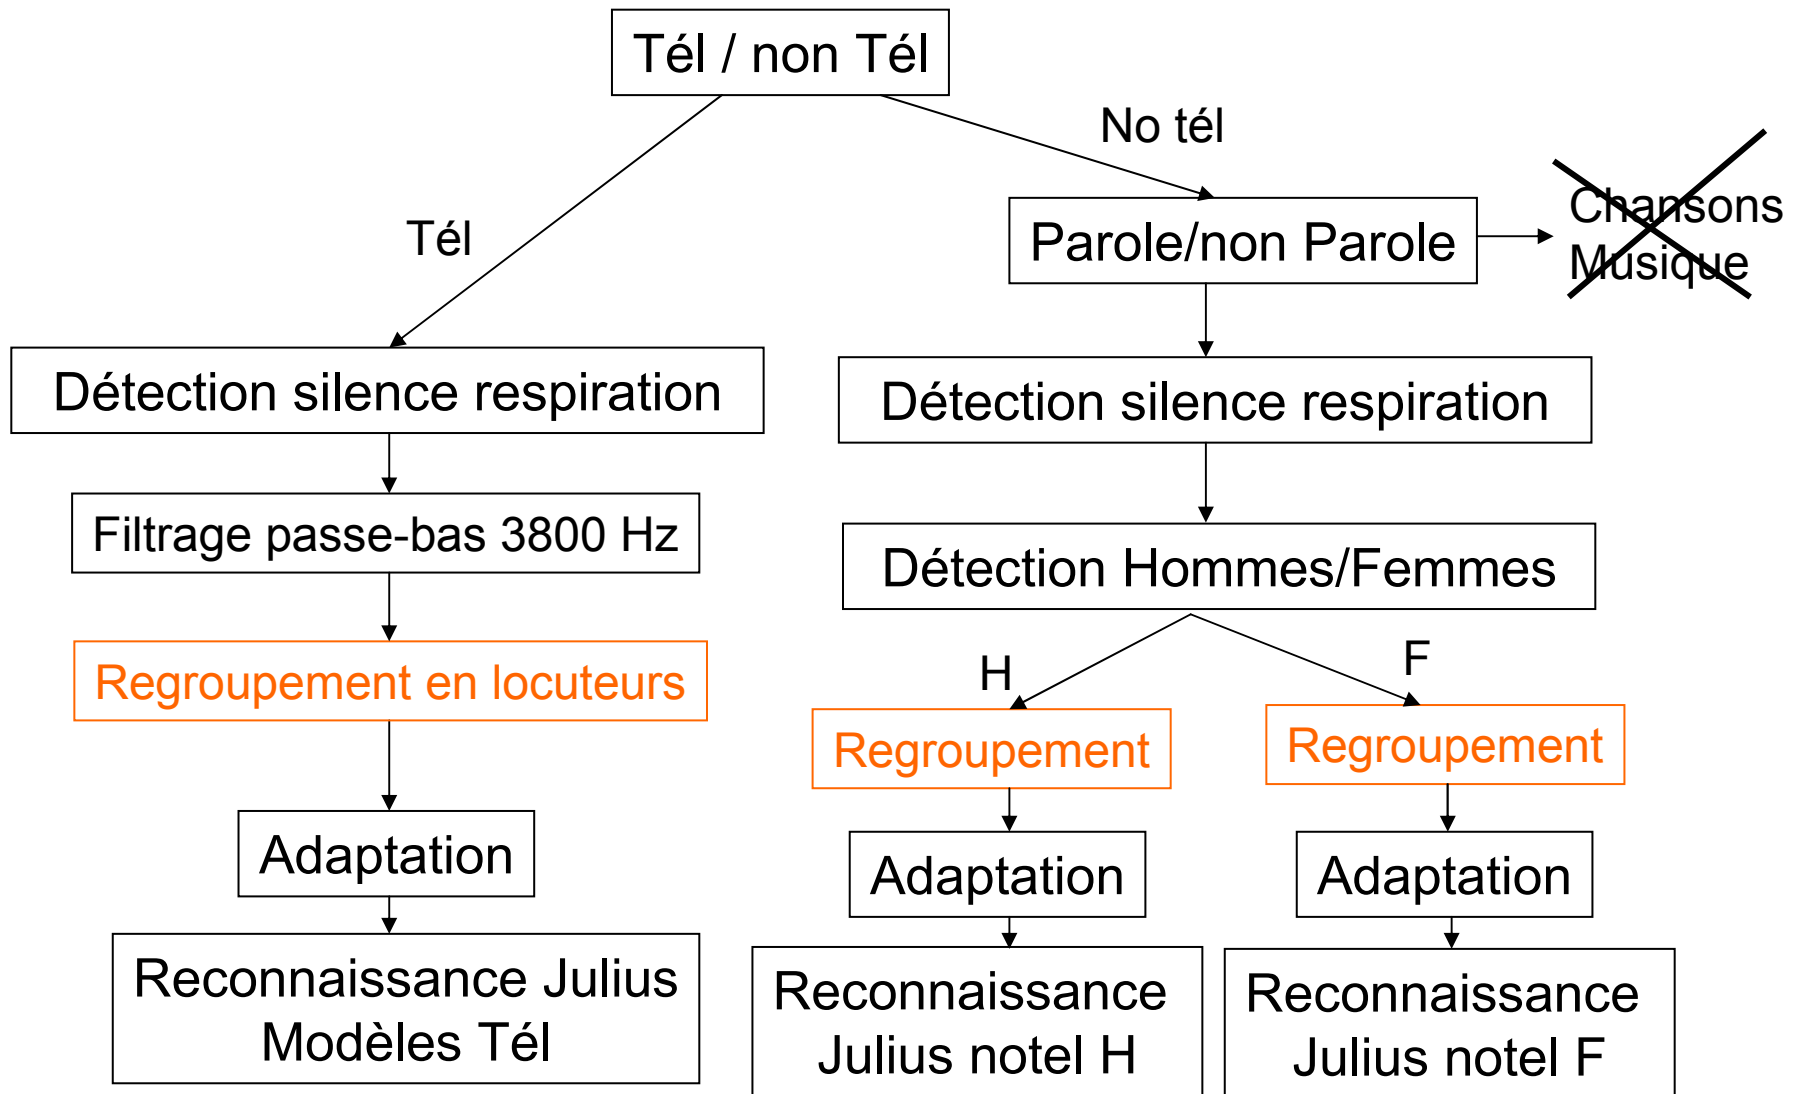 Tél / non Tél
No tél
Tél
Parole/non Parole
Chansons
Musique
Détection silence respiration
Détection silence respiration
Filtrage passe-bas 3800 Hz
Détection Hommes/Femmes
H
F
Regroupement en locuteurs
Regroupement
Regroupement
Adaptation
Adaptation
Adaptation
Reconnaissance Julius
Modèles Tél
Reconnaissance
Julius notel H
Reconnaissance
Julius notel F